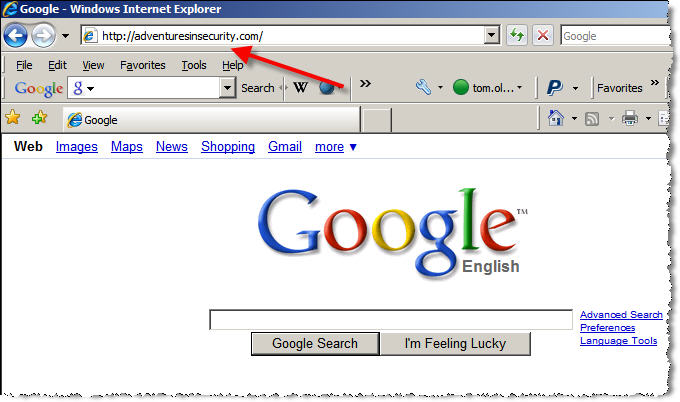 Google - Windows Internet Explorer
http://adventuresinsecurity.com/
Google
File Edit View Favorites Tools Help
Google g Search W tom.ol... P Favorites
Google
Web Images Maps News Shopping Gmail more ▼
Google™
English
Advanced Search
Preferences
Language Tools
Google Search I'm Feeling Lucky